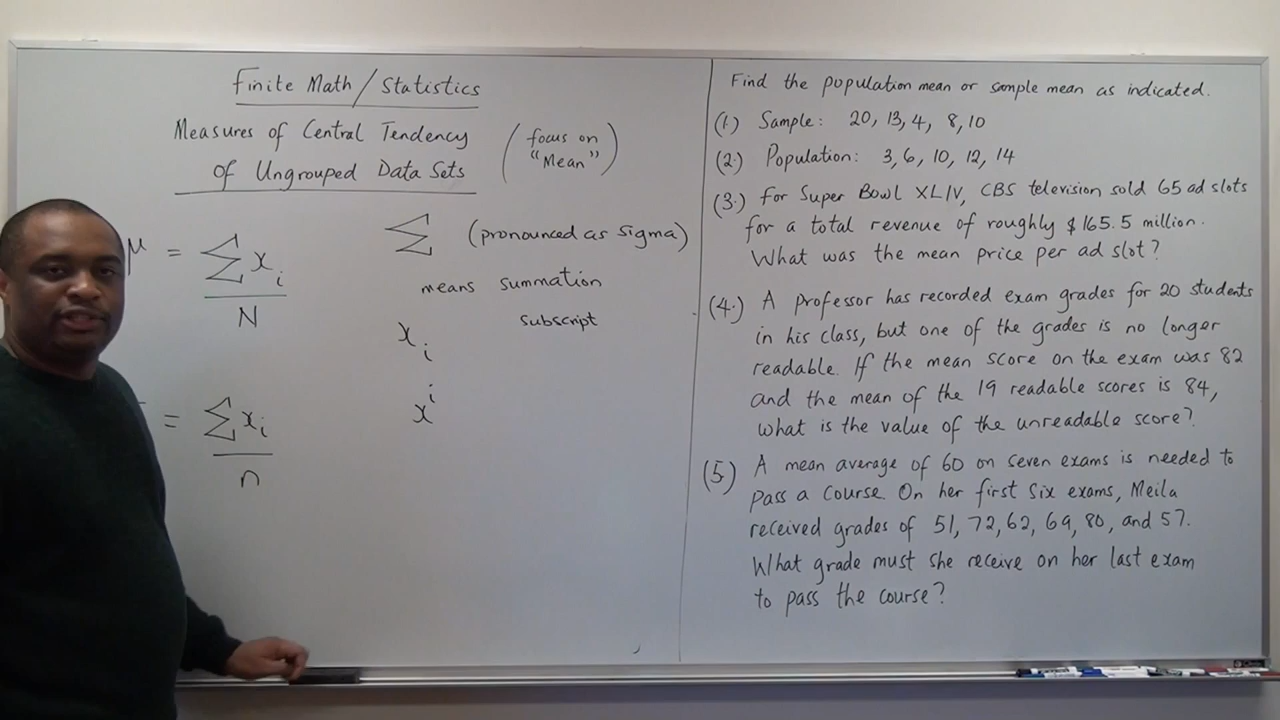 Finite Math/Statistics
Measures of Central Tendency
of Ungrouped Data Sets
(focus on
"Mean")
μ = ∑xᵢ
N
= ∑xᵢ
n
∑ (pronounced as sigma)
means summation
subscript
xᵢ
xⁱ
Find the population mean or sample mean as indicated.
(1) Sample: 20, 13, 4, 8, 10
(2.) Population: 3, 6, 10, 12, 14
(3.) For Super Bowl XLIV, CBS television sold 65 ad slots
for a total revenue of roughly $165.5 million.
What was the mean price per ad slot?
(4.) A professor has recorded exam grades for 20 students
in his class, but one of the grades is no longer
readable. If the mean score on the exam was 82
and the mean of the 19 readable scores is 84,
what is the value of the unreadable score?
(5) A mean average of 60 on seven exams is needed to
pass a course. On her first six exams, Meila
received grades of 51, 72, 62, 69, 80, and 57.
What grade must she receive on her last exam
to pass the course?